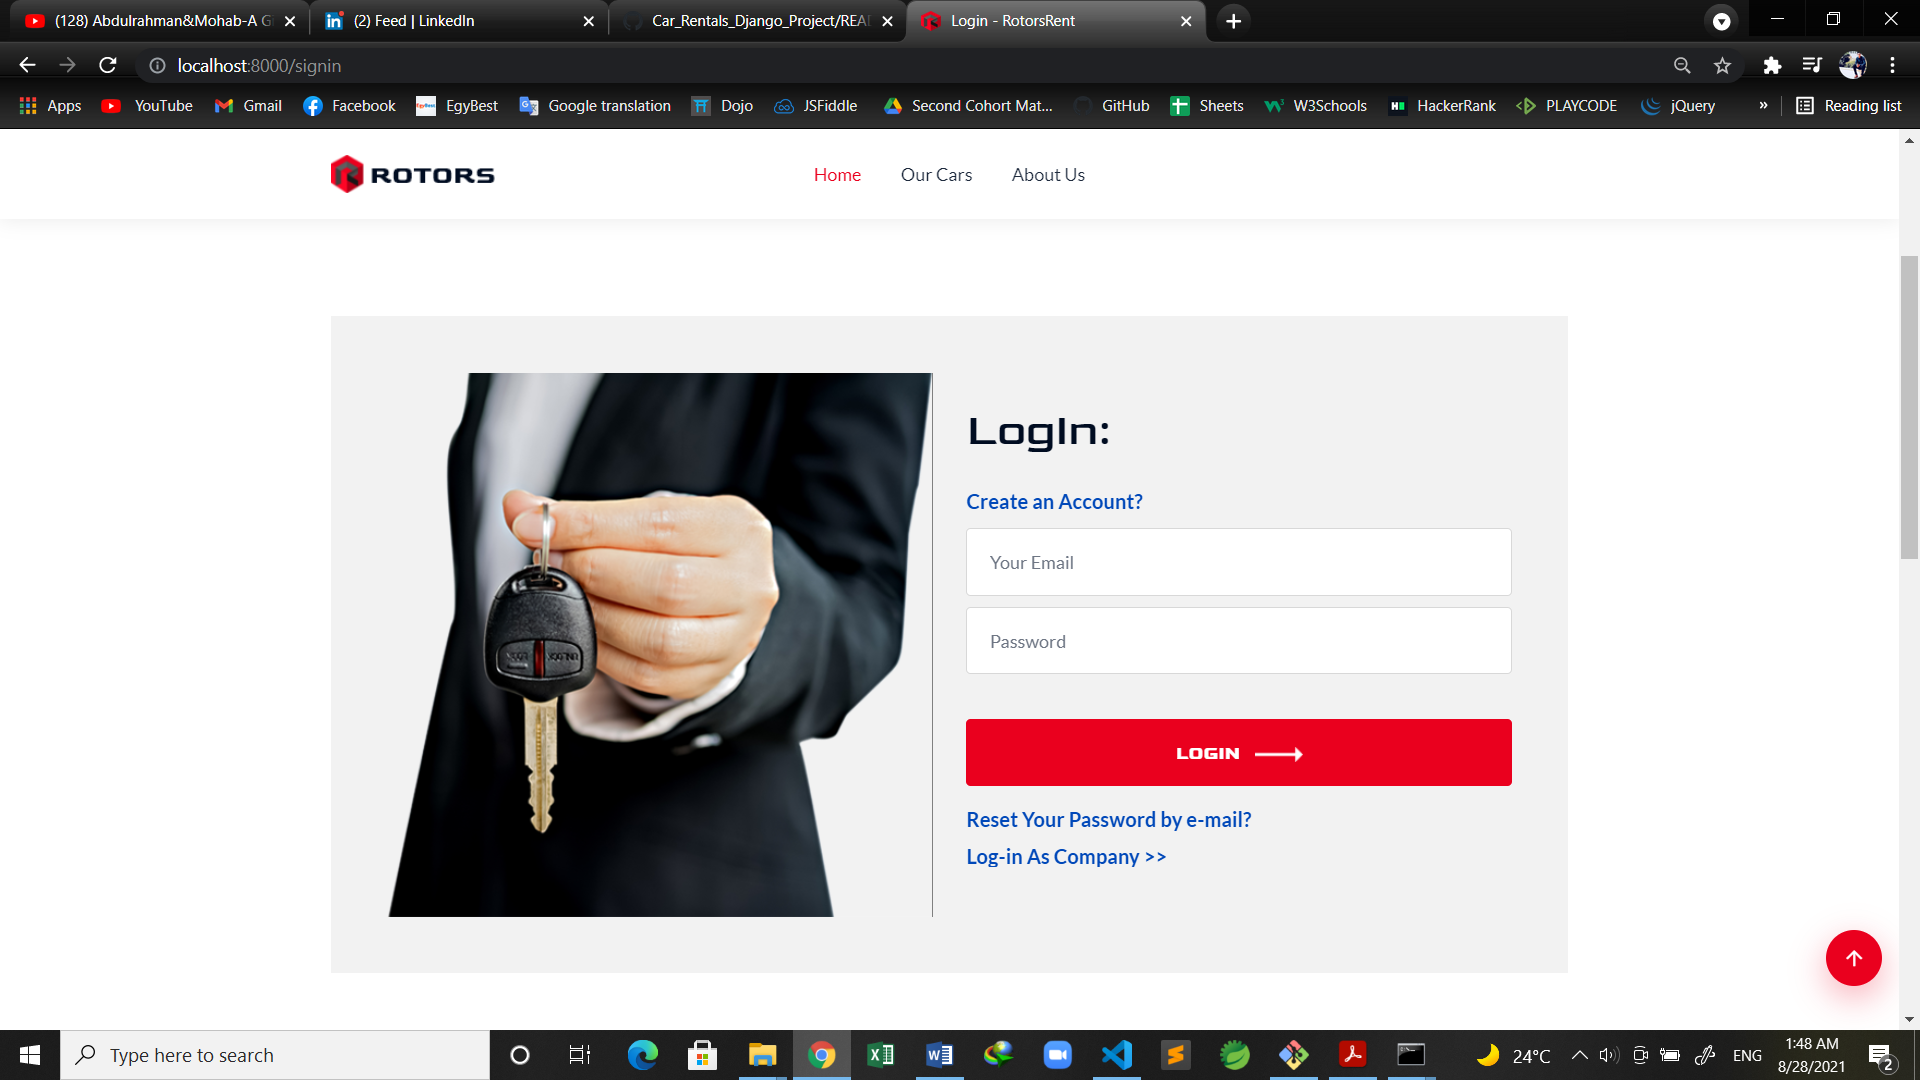 (128) Abdulrahman&Mohab-A Gi
(2) Feed | LinkedIn
Car_Rentals_Django_Project/REA
Login - RotorsRent
localhost:8000/signin
Apps
YouTube
Gmail
Facebook
EgyBest
Google translation
Dojo
JSFiddle
Second Cohort Mat...
GitHub
Sheets
W3Schools
HackerRank
PLAYCODE
jQuery
»
Reading list
ROTORS
Home
Our Cars
About Us
LogIn:
Create an Account?
Your Email
Password
LOGIN
Reset Your Password by e-mail?
Log-in As Company >>
Type here to search
24°C
ENG
1:48 AM
8/28/2021
2